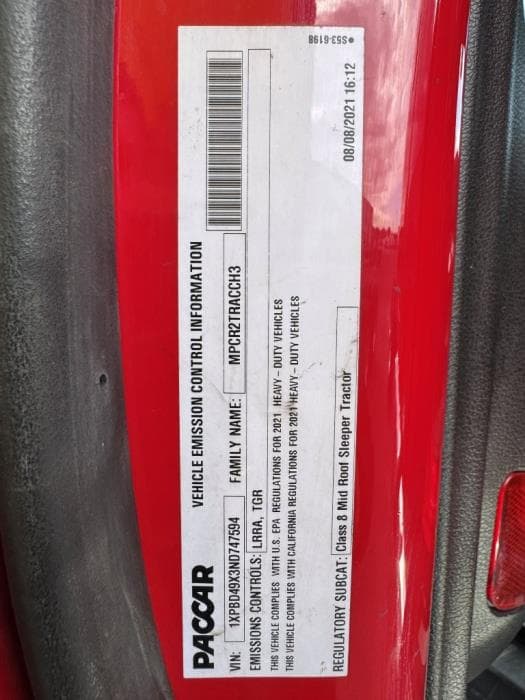 PACCAR VEHICLE EMISSION CONTROL INFORMATION
VIN: 1XPBD49X3ND747594 FAMILY NAME: MPCR2TRACCH3
EMISSIONS CONTROLS: LRRA, TGR
THIS VEHICLE COMPLIES WITH U.S. EPA REGULATIONS FOR 2021 HEAVY-DUTY VEHICLES
THIS VEHICLE COMPLIES WITH CALIFORNIA REGULATIONS FOR 2021 HEAVY-DUTY VEHICLES
REGULATORY SUBCAT: Class 8 Mid Roof Sleeper Tractor
08/08/2021 16:12
S53-6198